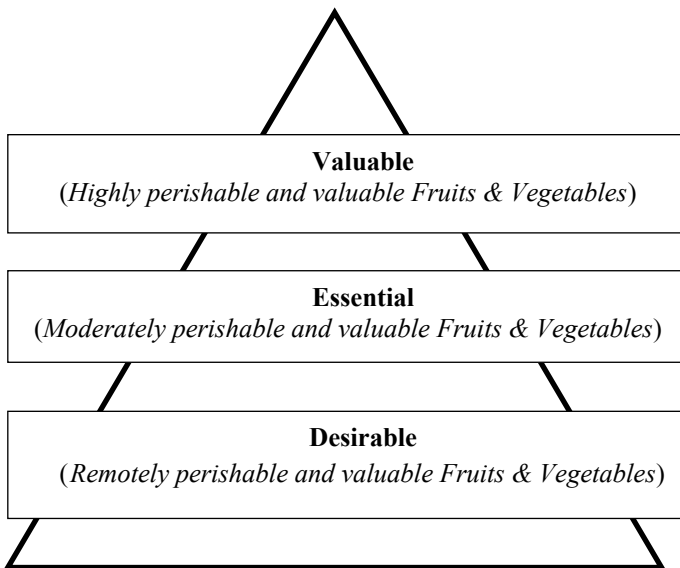 Valuable
(Highly perishable and valuable Fruits & Vegetables)
Essential
(Moderately perishable and valuable Fruits & Vegetables)
Desirable
(Remotely perishable and valuable Fruits & Vegetables)